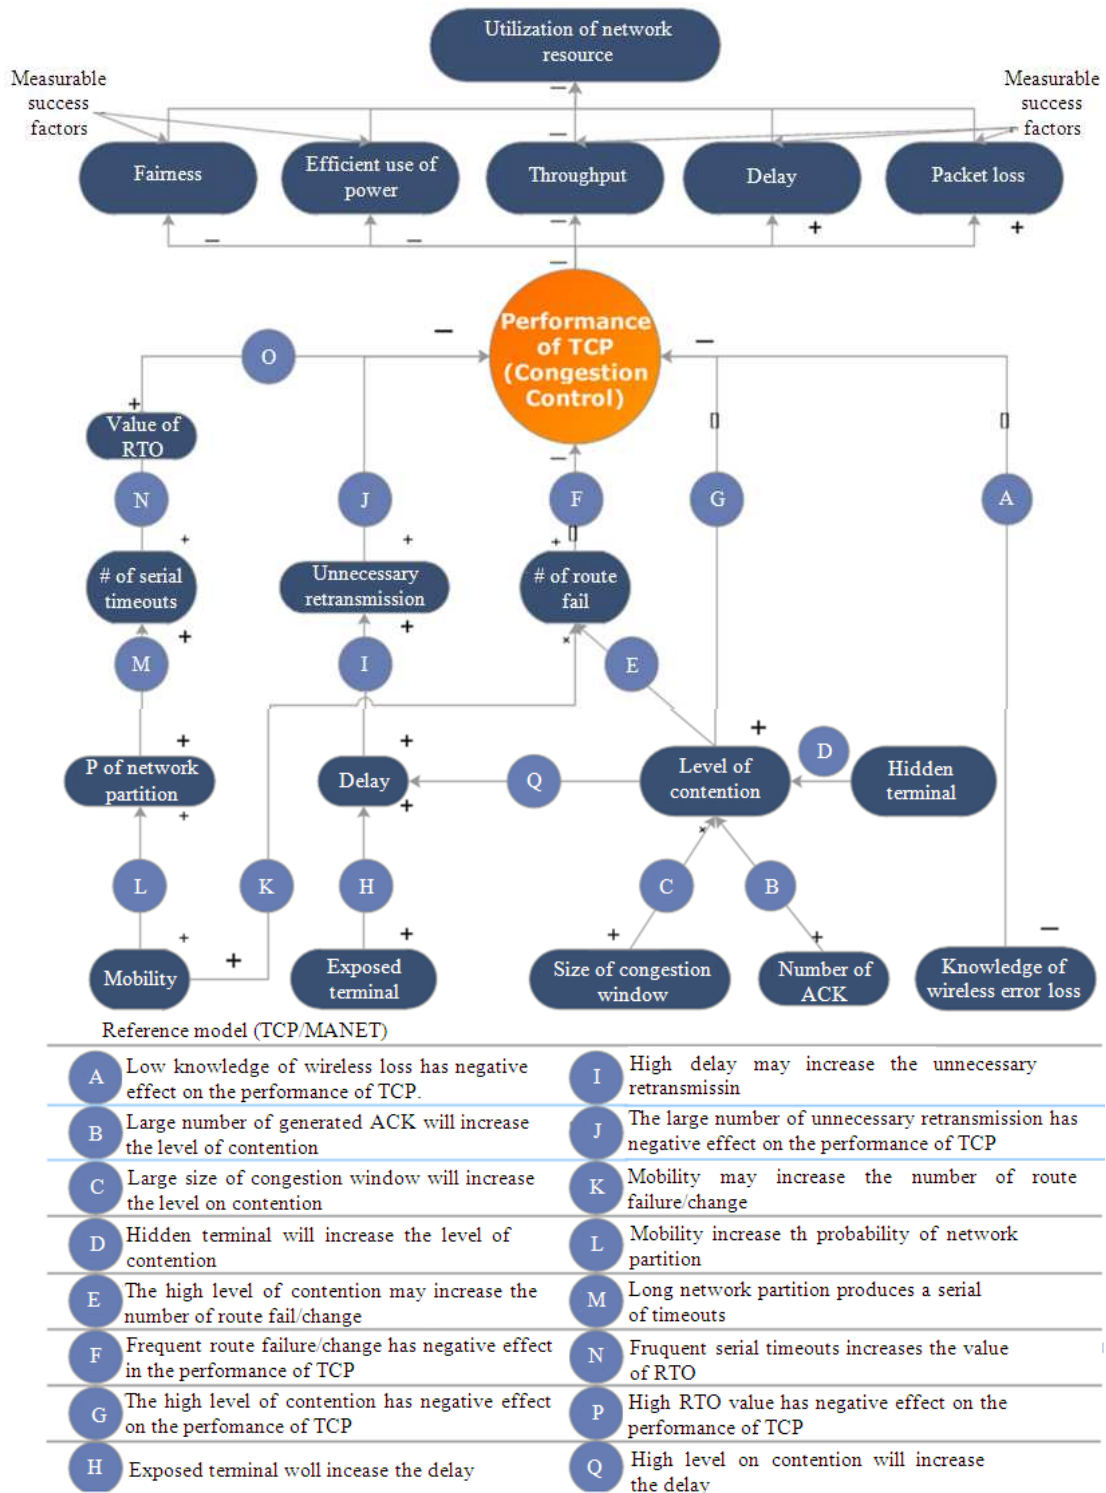 Utilization of network
resource
Measurable
success
factors
Measurable
success
factors
Fairness
Efficient use of
power
Throughput
Delay
Packet loss
Performance
of TCP
(Congestion
Control)
O
Value of
RTO
N
J
F
G
A
# of serial
timeouts
Unnecessary
retransmission
# of route
fail
M
I
E
P of network
partition
Delay
Q
Level of
contention
D
Hidden
terminal
L
K
H
C
B
Mobility
Exposed
terminal
Size of congestion
window
Number of
ACK
Knowledge of
wireless error loss
Reference model (TCP/MANET)
A
Low knowledge of wireless loss has negative
effect on the performance of TCP.
B
Large number of generated ACK will increase
the level of contention
C
Large size of congestion window will increase
the level on contention
D
Hidden terminal will increase the level of
contention
E
The high level of contention may increase the
number of route fail/change
F
Frequent route failure/change has negative effect
in the performance of TCP
G
The high level of contention has negative effect
on the perfomance of TCP
H
Exposed terminal woll incease the delay
I
High delay may increase the unnecessary
retransmissin
J
The large number of unnecessary retransmission has
negative effect on the performance of TCP
K
Mobility may increase the number of route
failure/change
L
Mobility increase th probability of network
partition
M
Long network partition produces a serial
of timeouts
N
Fruquent serial timeouts increases the value
of RTO
P
High RTO value has negative effect on the
performance of TCP
Q
High level on contention will increase
the delay